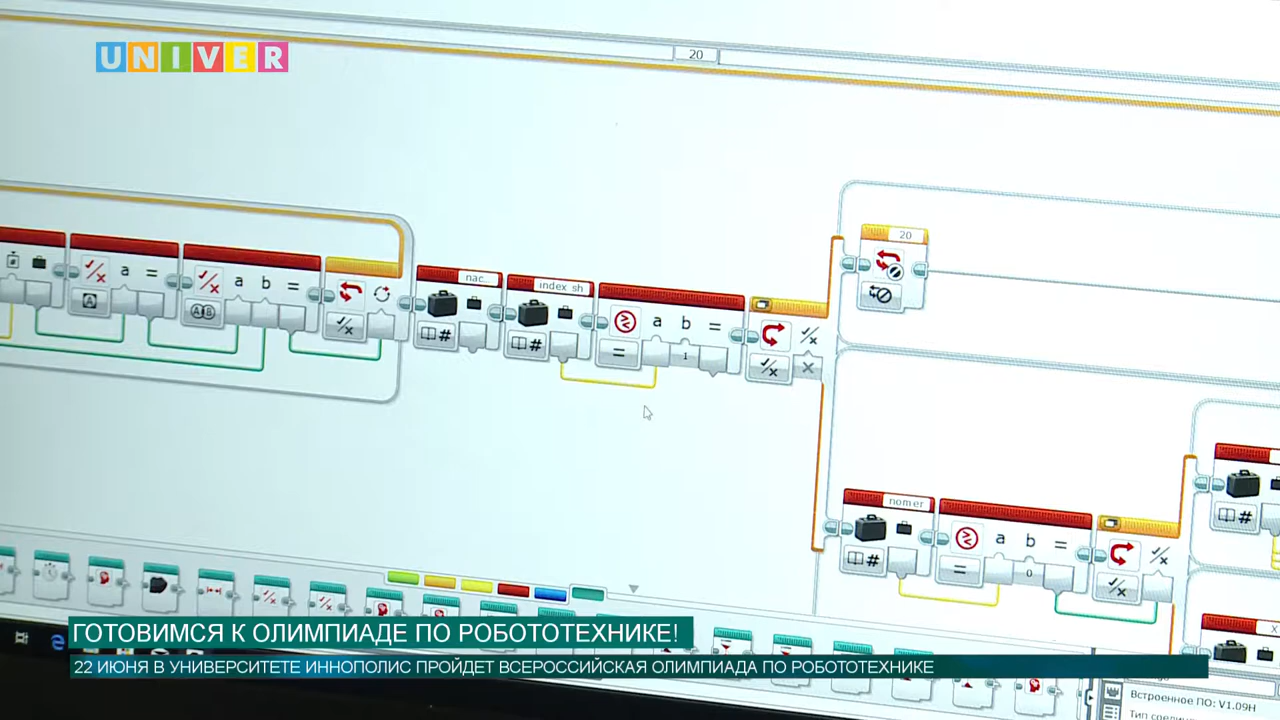 UNIVER
20
20
a =
a b =
пас...
index sh
a b =
1
nomer
a b =
0
ГОТОВИМСЯ К ОЛИМПИАДЕ ПО РОБОТОТЕХНИКЕ!
22 ИЮНЯ В УНИВЕРСИТЕТЕ ИННОПОЛИС ПРОЙДЕТ ВСЕРОССИЙСКАЯ ОЛИМПИАДА ПО РОБОТОТЕХНИКЕ
Встроенное ПО: V1.09H